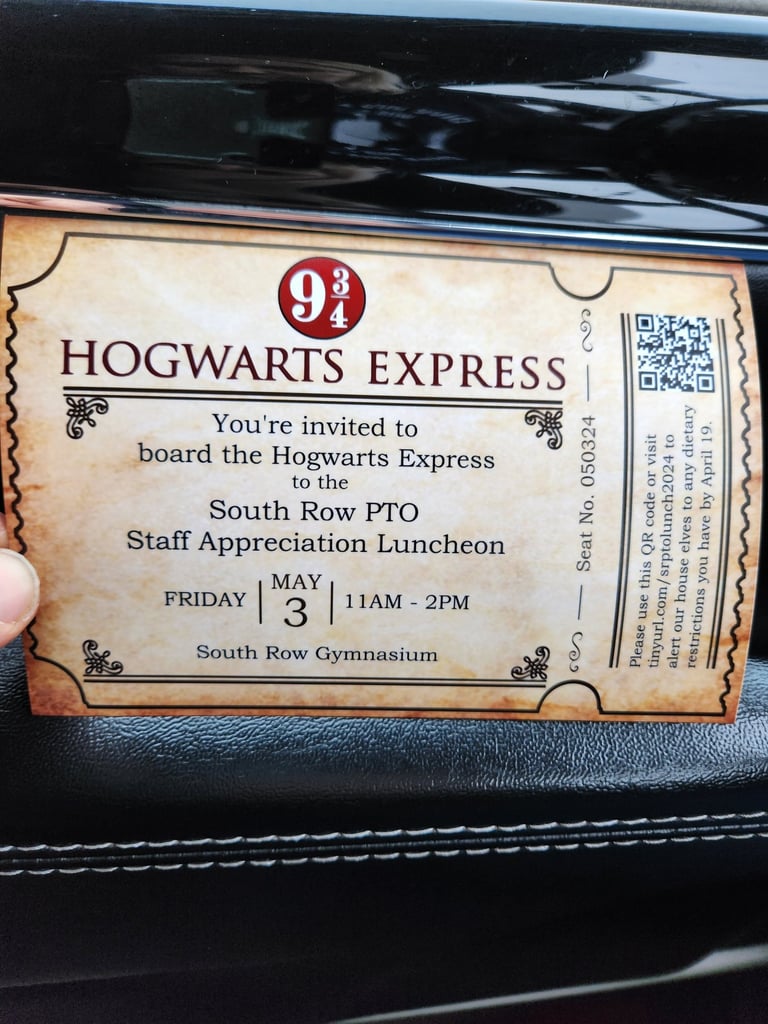 9 3/4
HOGWARTS EXPRESS
You're invited to
board the Hogwarts Express
to the
South Row PTO
Staff Appreciation Luncheon
FRIDAY | MAY 3 | 11AM - 2PM
South Row Gymnasium
Seat No. 050324
Please use this QR code or visit
tinyurl.com/srptolunch2024 to
alert our house elves to any dietary
restrictions you have by April 19.